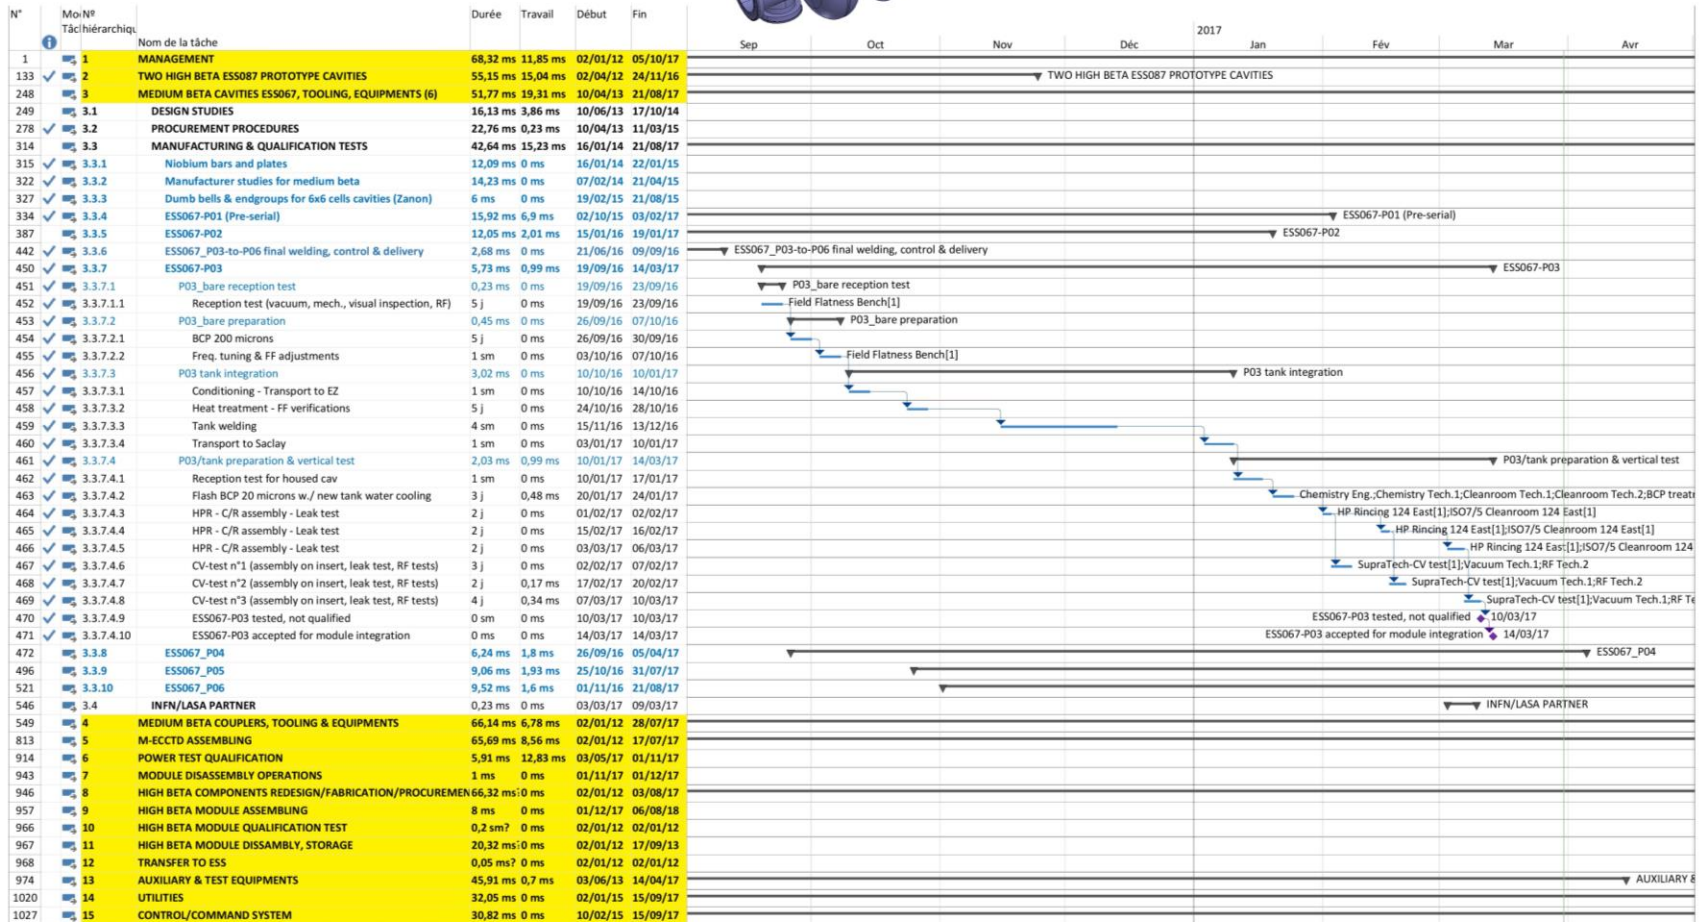 N° Mo Nº Durée Travail Début Fin
Tâc hiérarchiqu 2017
Nom de la tâche Sep Oct Nov Déc Jan Fév Mar Avr
1 1 MANAGEMENT 68,32 ms 11,85 ms 02/01/12 05/10/17
133 2 TWO HIGH BETA ESS087 PROTOTYPE CAVITIES 55,15 ms 15,04 ms 02/04/12 24/11/16 TWO HIGH BETA ESS087 PROTOTYPE CAVITIES
248 3 MEDIUM BETA CAVITIES ESS067, TOOLING, EQUIPMENTS (6) 51,77 ms 19,31 ms 10/04/13 21/08/17
249 3.1 DESIGN STUDIES 16,13 ms 3,86 ms 10/06/13 17/10/14
278 3.2 PROCUREMENT PROCEDURES 22,76 ms 0,23 ms 10/04/13 11/03/15
314 3.3 MANUFACTURING & QUALIFICATION TESTS 42,64 ms 15,23 ms 16/01/14 21/08/17
315 3.3.1 Niobium bars and plates 12,09 ms 0 ms 16/01/14 22/01/15
322 3.3.2 Manufacturer studies for medium beta 14,23 ms 0 ms 07/02/14 21/04/15
327 3.3.3 Dumb bells & endgroups for 6x6 cells cavities (Zanon) 6 ms 0 ms 19/02/15 21/08/15
334 3.3.4 ESS067-P01 (Pre-serial) 15,92 ms 6,9 ms 02/10/15 03/02/17 ESS067-P01 (Pre-serial)
387 3.3.5 ESS067-P02 12,05 ms 2,01 ms 15/01/16 19/01/17 ESS067-P02
442 3.3.6 ESS067_P03-to-P06 final welding, control & delivery 2,68 ms 0 ms 21/06/16 09/09/16 ESS067_P03-to-P06 final welding, control & delivery
450 3.3.7 ESS067-P03 5,73 ms 0,99 ms 19/09/16 14/03/17 ESS067-P03
451 3.3.7.1 P03_bare reception test 0,23 ms 0 ms 19/09/16 23/09/16 P03_bare reception test
452 3.3.7.1.1 Reception test (vacuum, mech., visual inspection, RF) 5 j 0 ms 19/09/16 23/09/16 Field Flatness Bench[1]
453 3.3.7.2 P03_bare preparation 0,45 ms 0 ms 26/09/16 07/10/16 P03_bare preparation
454 3.3.7.2.1 BCP 200 microns 5 j 0 ms 26/09/16 30/09/16
455 3.3.7.2.2 Freq. tuning & FF adjustments 1 sm 0 ms 03/10/16 07/10/16 Field Flatness Bench[1]
456 3.3.7.3 P03 tank integration 3,02 ms 0 ms 10/10/16 10/01/17 P03 tank integration
457 3.3.7.3.1 Conditioning - Transport to EZ 1 sm 0 ms 10/10/16 14/10/16
458 3.3.7.3.2 Heat treatment - FF verifications 5 j 0 ms 24/10/16 28/10/16
459 3.3.7.3.3 Tank welding 4 sm 0 ms 15/11/16 13/12/16
460 3.3.7.3.4 Transport to Saclay 1 sm 0 ms 03/01/17 10/01/17
461 3.3.7.4 P03/tank preparation & vertical test 2,03 ms 0,99 ms 10/01/17 14/03/17 P03/tank preparation & vertical test
462 3.3.7.4.1 Reception test for housed cav 1 sm 0 ms 10/01/17 17/01/17
463 3.3.7.4.2 Flash BCP 20 microns w./ new tank water cooling 3 j 0,48 ms 20/01/17 24/01/17 Chemistry Eng.;Chemistry Tech.1;Cleanroom Tech.1;Cleanroom Tech.2;BCP treatr
464 3.3.7.4.3 HPR - C/R assembly - Leak test 2 j 0 ms 01/02/17 02/02/17 HP Rincing 124 East[1];ISO7/5 Cleanroom 124 East[1]
465 3.3.7.4.4 HPR - C/R assembly - Leak test 2 j 0 ms 15/02/17 16/02/17 HP Rincing 124 East[1];ISO7/5 Cleanroom 124 East[1]
466 3.3.7.4.5 HPR - C/R assembly - Leak test 2 j 0 ms 03/03/17 06/03/17 HP Rincing 124 East[1];ISO7/5 Cleanroom 124
467 3.3.7.4.6 CV-test n°1 (assembly on insert, leak test, RF tests) 3 j 0 ms 02/02/17 07/02/17 SupraTech-CV test[1];Vacuum Tech.1;RF Tech.2
468 3.3.7.4.7 CV-test n°2 (assembly on insert, leak test, RF tests) 2 j 0,17 ms 17/02/17 20/02/17 SupraTech-CV test[1];Vacuum Tech.1;RF Tech.2
469 3.3.7.4.8 CV-test n°3 (assembly on insert, leak test, RF tests) 4 j 0,34 ms 07/03/17 10/03/17 SupraTech-CV test[1];Vacuum Tech.1;RF Te
470 3.3.7.4.9 ESS067-P03 tested, not qualified 0 sm 0 ms 10/03/17 10/03/17 ESS067-P03 tested, not qualified 10/03/17
471 3.3.7.4.10 ESS067-P03 accepted for module integration 0 ms 0 ms 14/03/17 14/03/17 ESS067-P03 accepted for module integration 14/03/17
472 3.3.8 ESS067_P04 6,24 ms 1,8 ms 26/09/16 05/04/17 ESS067_P04
496 3.3.9 ESS067_P05 9,06 ms 1,93 ms 25/10/16 31/07/17
521 3.3.10 ESS067_P06 9,52 ms 1,6 ms 01/11/16 21/08/17
546 3.4 INFN/LASA PARTNER 0,23 ms 0 ms 03/03/17 09/03/17 INFN/LASA PARTNER
549 4 MEDIUM BETA COUPLERS, TOOLING & EQUIPMENTS 66,14 ms 6,78 ms 02/01/12 28/07/17
813 5 M-ECCTD ASSEMBLING 65,69 ms 8,56 ms 02/01/12 17/07/17
914 6 POWER TEST QUALIFICATION 5,91 ms 12,83 ms 03/05/17 01/11/17
943 7 MODULE DISASSEMBLY OPERATIONS 1 ms 0 ms 01/11/17 01/12/17
946 8 HIGH BETA COMPONENTS REDESIGN/FABRICATION/PROCUREMEN 66,32 ms? 0 ms 02/01/12 03/08/17
957 9 HIGH BETA MODULE ASSEMBLING 8 ms 0 ms 01/12/17 06/08/18
966 10 HIGH BETA MODULE QUALIFICATION TEST 0,2 sm? 0 ms 02/01/12 02/01/12
967 11 HIGH BETA MODULE DISSAMBLY, STORAGE 20,32 ms? 0 ms 02/01/12 17/09/13
968 12 TRANSFER TO ESS 0,05 ms? 0 ms 02/01/12 02/01/12
974 13 AUXILIARY & TEST EQUIPMENTS 45,91 ms 0,7 ms 03/06/13 14/04/17 AUXILIARY &
1020 14 UTILITIES 32,05 ms 0 ms 02/01/15 15/09/17
1027 15 CONTROL/COMMAND SYSTEM 30,82 ms 0 ms 10/02/15 15/09/17